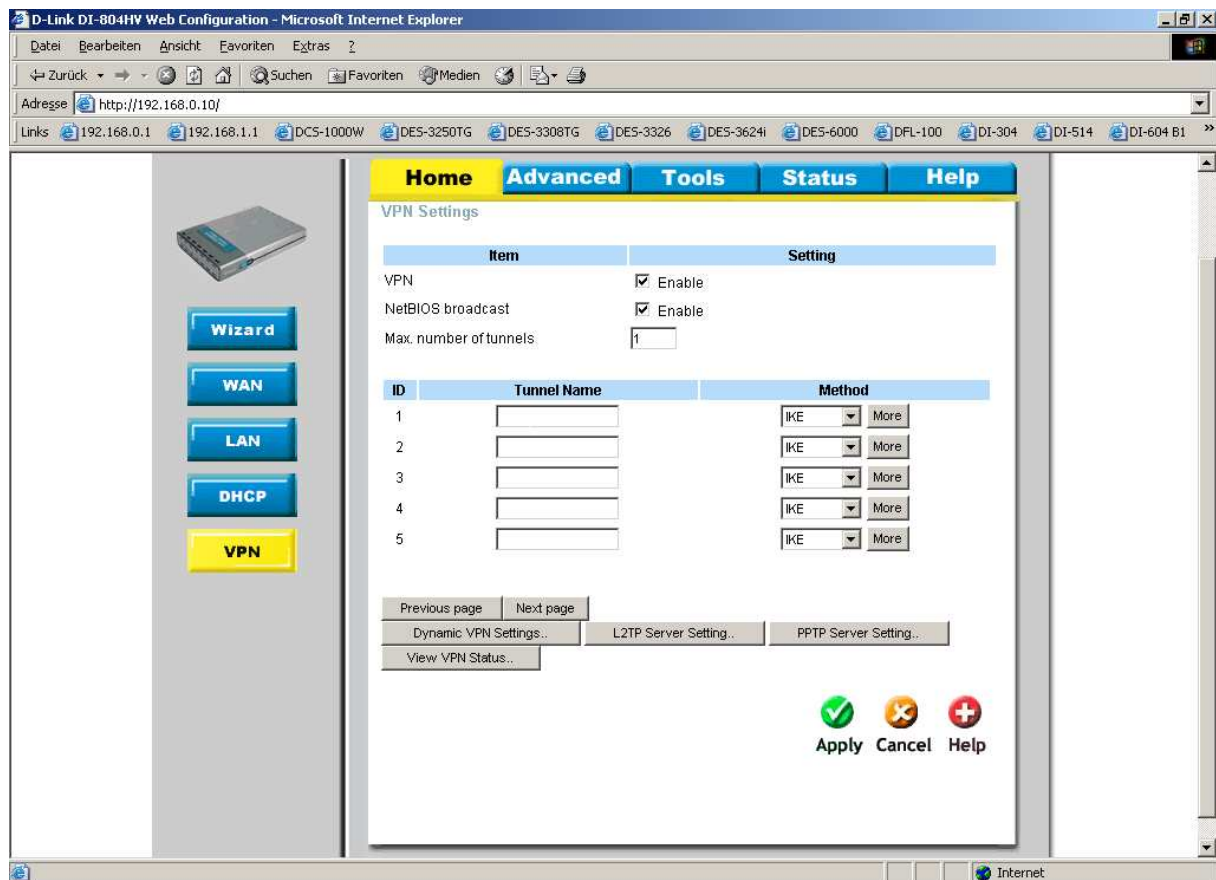 D-Link DI-804HV Web Configuration - Microsoft Internet Explorer
Datei Bearbeiten Ansicht Favoriten Extras ?
Zurück Suchen Favoriten Medien
Adresse http://192.168.0.10/
Links 192.168.0.1 192.168.1.1 DCS-1000W DES-3250TG DES-3308TG DES-3326 DES-3624i DES-6000 DFL-100 DI-304 DI-514 DI-604 B1 »
Home Advanced Tools Status Help
VPN Settings
Item Setting
VPN Enable
NetBIOS broadcast Enable
Max. number of tunnels 1
Wizard
WAN
LAN
DHCP
VPN
ID Tunnel Name Method
1 IKE More
2 IKE More
3 IKE More
4 IKE More
5 IKE More
Previous page Next page
Dynamic VPN Settings.. L2TP Server Setting.. PPTP Server Setting..
View VPN Status..
Apply Cancel Help
Internet